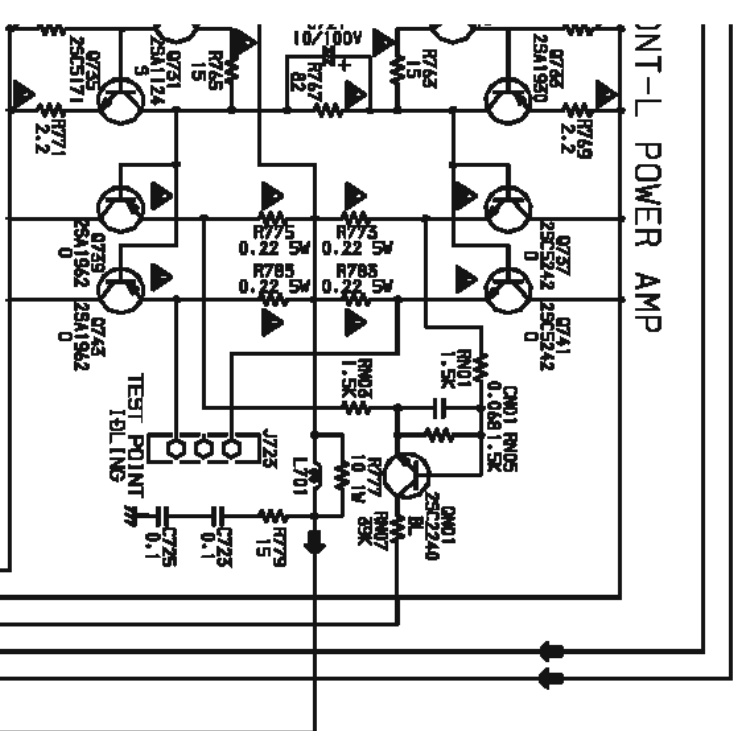 10/100V
Q735
2SC5171
Q731
2SA1124
S
R765
15
R767
82
R763
15
Q733
2SA1930
R771
2.2
R769
2.2
ONT-L POWER AMP
R775
0.22 5W
R773
0.22 5W
R785
0.22 5W
R783
0.22 5W
Q739
2SA1962
O
Q737
2SC5242
O
Q743
2SA1962
O
Q741
2SC5242
O
RN03
1.5K
RN01
1.5K
CN01
0.068
RN05
1.5K
TEST POINT
IDLING
J723
L701
R777
10 1W
RN07
39K
QN01
2SC2240
BL
C725
0.1
C723
0.1
R779
15